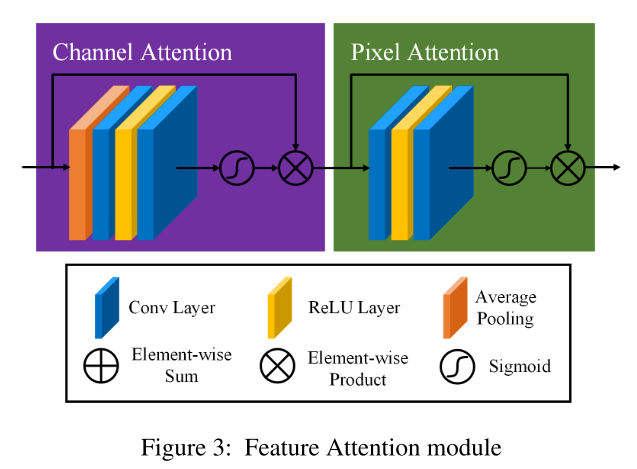 Channel Attention
Pixel Attention
Conv Layer
ReLU Layer
Average
Pooling
Element-wise
Sum
Element-wise
Product
Sigmoid
Figure 3: Feature Attention module